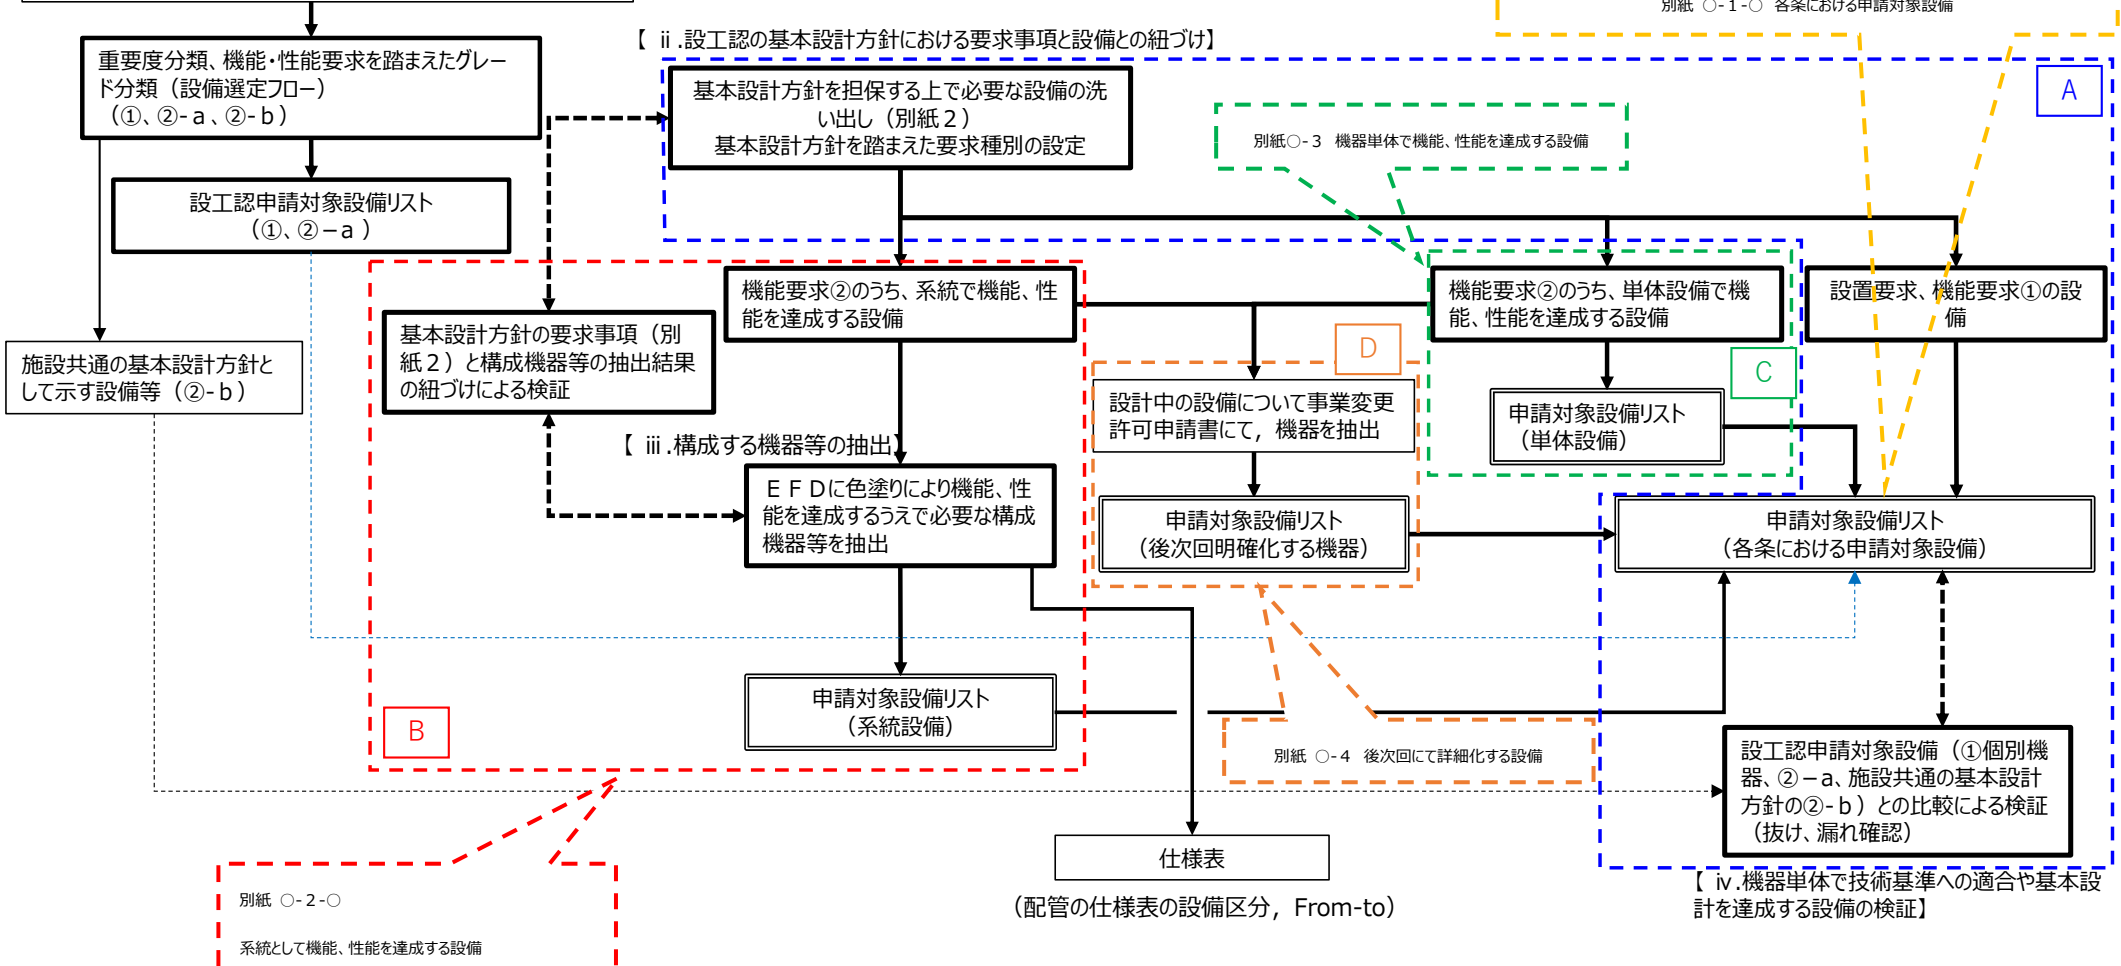 別紙 ○-1-○ 各条における申請対象設備
【 ⅱ.設工認の基本設計方針における要求事項と設備との紐づけ】
重要度分類、機能・性能要求を踏まえたグレー
ド分類（設備選定フロー）
（①、②-a、②-b）
基本設計方針を担保する上で必要な設備の洗
い出し（別紙２）
基本設計方針を踏まえた要求種別の設定
A
別紙○-3 機器単体で機能、性能を達成する設備
設工認申請対象設備リスト
（①、②－a ）
機能要求②のうち、系統で機能、性
能を達成する設備
機能要求②のうち、単体設備で機
能、性能を達成する設備
設置要求、機能要求①の設
備
基本設計方針の要求事項（別
紙２）と構成機器等の抽出結果
の紐づけによる検証
施設共通の基本設計方針と
して示す設備等（②-b）
D
C
設計中の設備について事業変更
許可申請書にて，機器を抽出
申請対象設備リスト
（単体設備）
【 ⅲ.構成する機器等の抽出】
ＥＦＤに色塗りにより機能、性
能を達成するうえで必要な構成
機器等を抽出
申請対象設備リスト
（後次回明確化する機器）
申請対象設備リスト
（各条における申請対象設備）
申請対象設備リスト
（系統設備）
B
別紙 ○-4 後次回にて詳細化する設備
設工認申請対象設備（①個別機
器、②－a、施設共通の基本設計
方針の②-b）との比較による検証
（抜け、漏れ確認）
仕様表
（配管の仕様表の設備区分，From-to）
【 ⅳ.機器単体で技術基準への適合や基本設
計を達成する設備の検証】
別紙 ○-2-○
系統として機能、性能を達成する設備